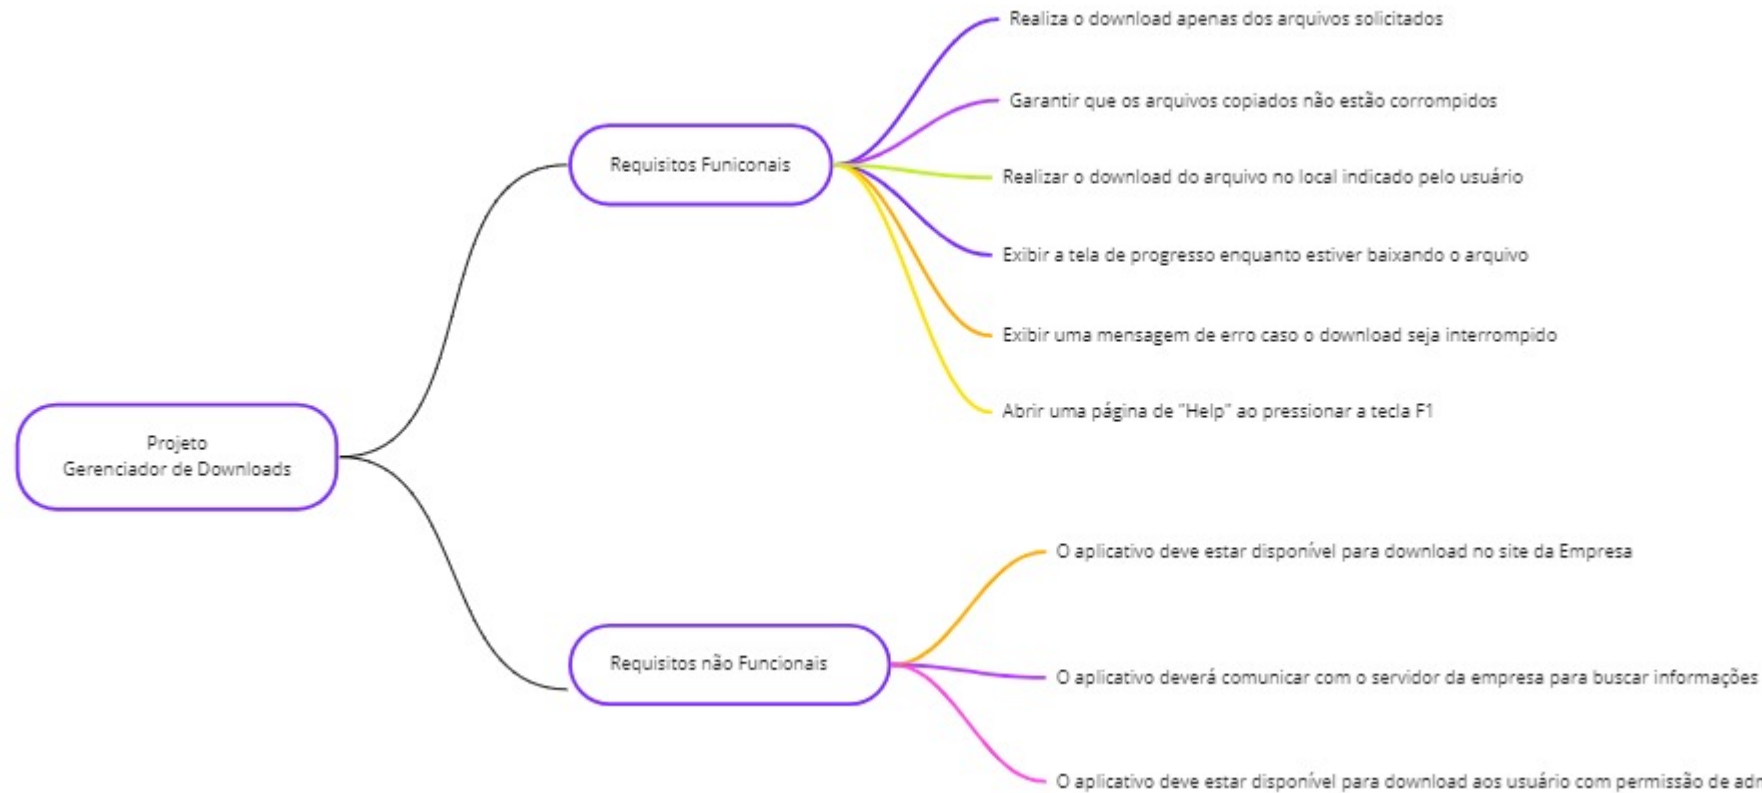 Projeto
Gerenciador de Downloads
Requisitos Funiconais
Realiza o download apenas dos arquivos solicitados
Garantir que os arquivos copiados não estão corrompidos
Realizar o download do arquivo no local indicado pelo usuário
Exibir a tela de progresso enquanto estiver baixando o arquivo
Exibir uma mensagem de erro caso o download seja interrompido
Abrir uma página de "Help" ao pressionar a tecla F1
Requisitos não Funcionais
O aplicativo deve estar disponível para download no site da Empresa
O aplicativo deverá comunicar com o servidor da empresa para buscar informações
O aplicativo deve estar disponível para download aos usuário com permissão de